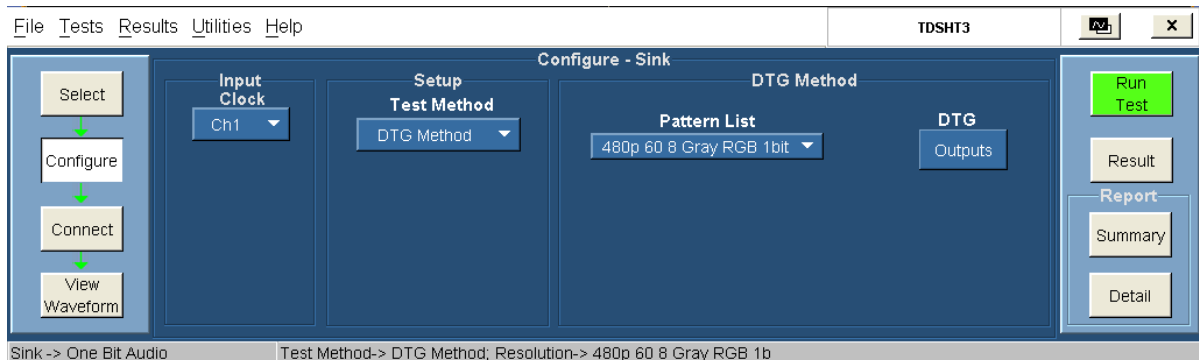 File Tests Results Utilities Help
TDSHT3
x
Configure - Sink
Select
Configure
Connect
View
Waveform
Input
Clock
Ch1
Setup
Test Method
DTG Method
DTG Method
Pattern List
480p 60 8 Gray RGB 1bit
DTG
Outputs
Run
Test
Result
Report
Summary
Detail
Sink -> One Bit Audio
Test Method-> DTG Method; Resolution-> 480p 60 8 Gray RGB 1b